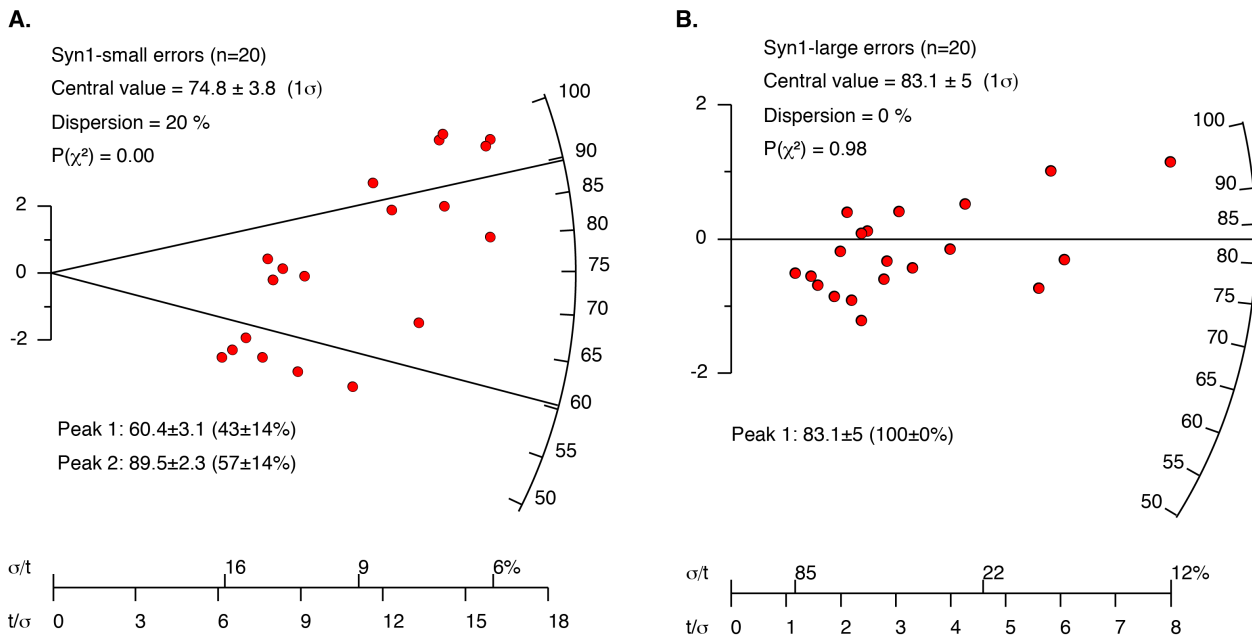 A.
Syn1-small errors (n=20)
Central value = 74.8 ± 3.8 (1σ)
Dispersion = 20 %
P(χ²) = 0.00
2
0
-2
100
90
85
80
75
70
65
60
55
50
Peak 1: 60.4±3.1 (43±14%)
Peak 2: 89.5±2.3 (57±14%)
σ/t
16
9
6%
t/σ
0
3
6
9
12
15
18
B.
Syn1-large errors (n=20)
Central value = 83.1 ± 5 (1σ)
Dispersion = 0 %
P(χ²) = 0.98
2
0
-2
100
90
85
80
75
70
65
60
55
50
Peak 1: 83.1±5 (100±0%)
σ/t
85
22
12%
t/σ
0
1
2
3
4
5
6
7
8